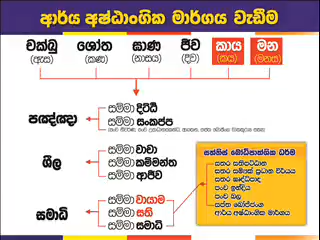 ආර්ය අෂ්ඨාංගික මාර්ගය වැඩීම
චක්ඛු ශෝත ඝාණ ජීව කාය මන
(ඇස) (කණ) (නාසය) (දිව) (කය) (මනස)
පඤ්ඤා
සම්මා දිට්ඨි
සම්මා සංකප්ප
ශීල
සම්මා වාචා
සම්මා කම්මන්ත
සම්මා ආජීව
සමාධි
සම්මා වායාම
සම්මා සති
සම්මා සමාධි
සත්තිස් බෝධිපාක්ෂික ධර්ම
සතර සතිපට්ඨාන
සතර සම්‍යක් ප්‍රධාන වීර්යය
සතර ඍද්ධිපාද
පංච ඉන්ද්‍රිය
පංච බල
සප්ත බොජ්ඣංග
ආර්ය අෂ්ඨාංගික මාර්ගය